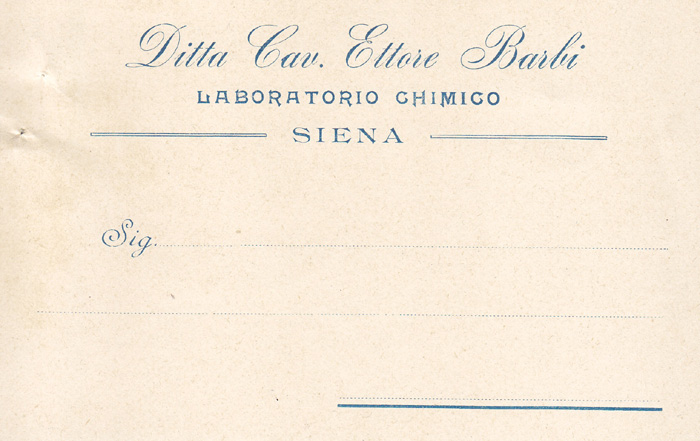 Ditta Cav. Ettore Barbi
LABORATORIO CHIMICO
SIENA
Sig.